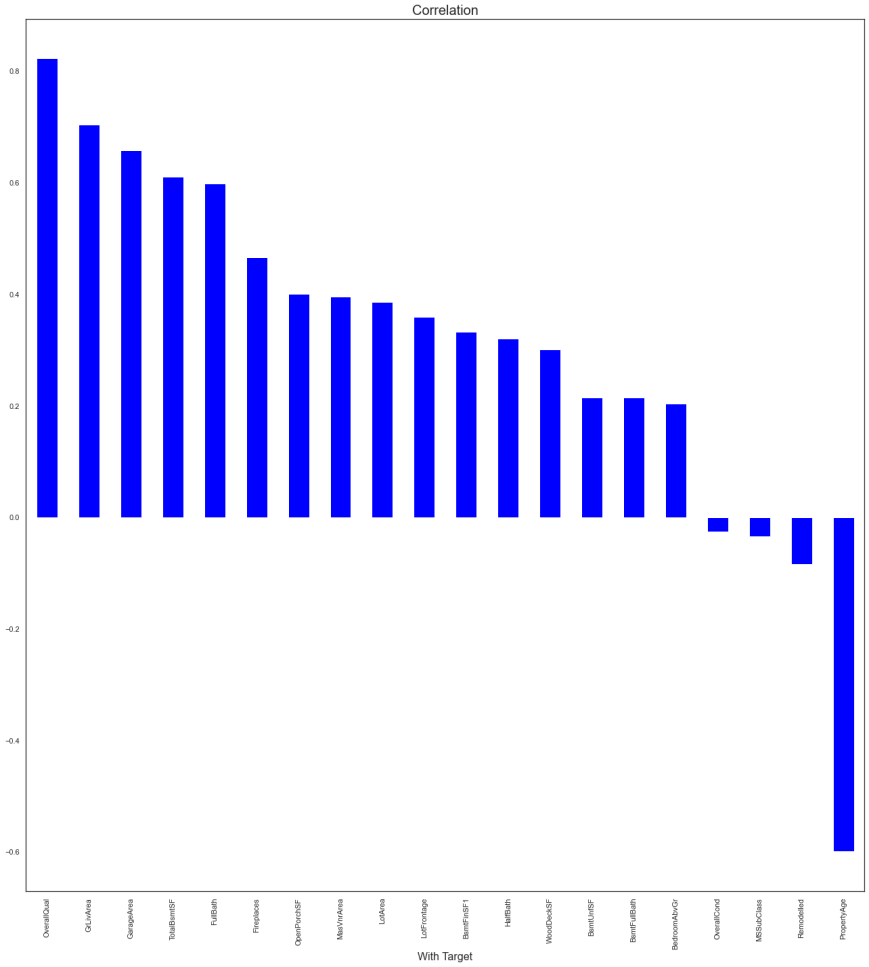 Correlation
0.8
0.6
0.4
0.2
0.0
−0.2
−0.4
−0.6
OverallQual
GrLivArea
GarageArea
TotalBsmtSF
FullBath
Fireplaces
OpenPorchSF
MasVnrArea
LotArea
LotFrontage
BsmtFinSF1
HalfBath
WoodDeckSF
BsmtUnfSF
BsmtFullBath
BedroomAbvGr
OverallCond
MSSubClass
Remodelled
PropertyAge
With Target